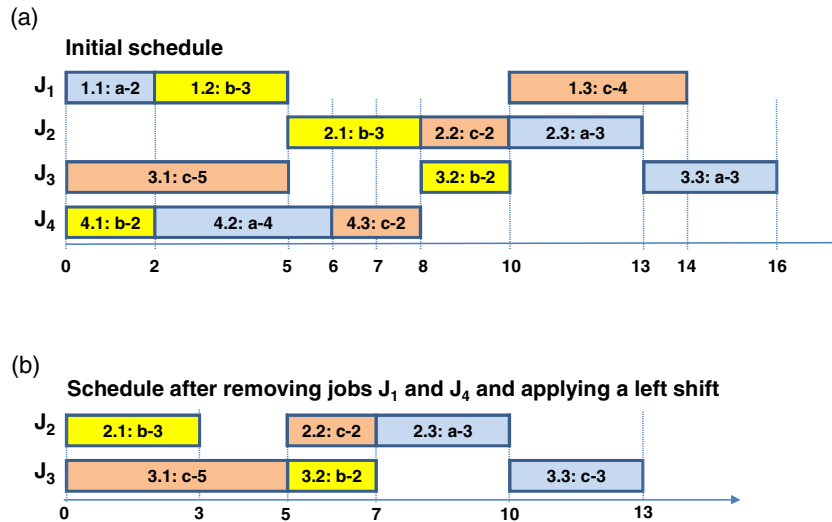 (a)
Initial schedule
J1 1.1: a-2 1.2: b-3 1.3: c-4
J2 2.1: b-3 2.2: c-2 2.3: a-3
J3 3.1: c-5 3.2: b-2 3.3: a-3
J4 4.1: b-2 4.2: a-4 4.3: c-2
0 2 5 6 7 8 10 13 14 16
(b)
Schedule after removing jobs J1 and J4 and applying a left shift
J2 2.1: b-3 2.2: c-2 2.3: a-3
J3 3.1: c-5 3.2: b-2 3.3: c-3
0 3 5 7 10 13